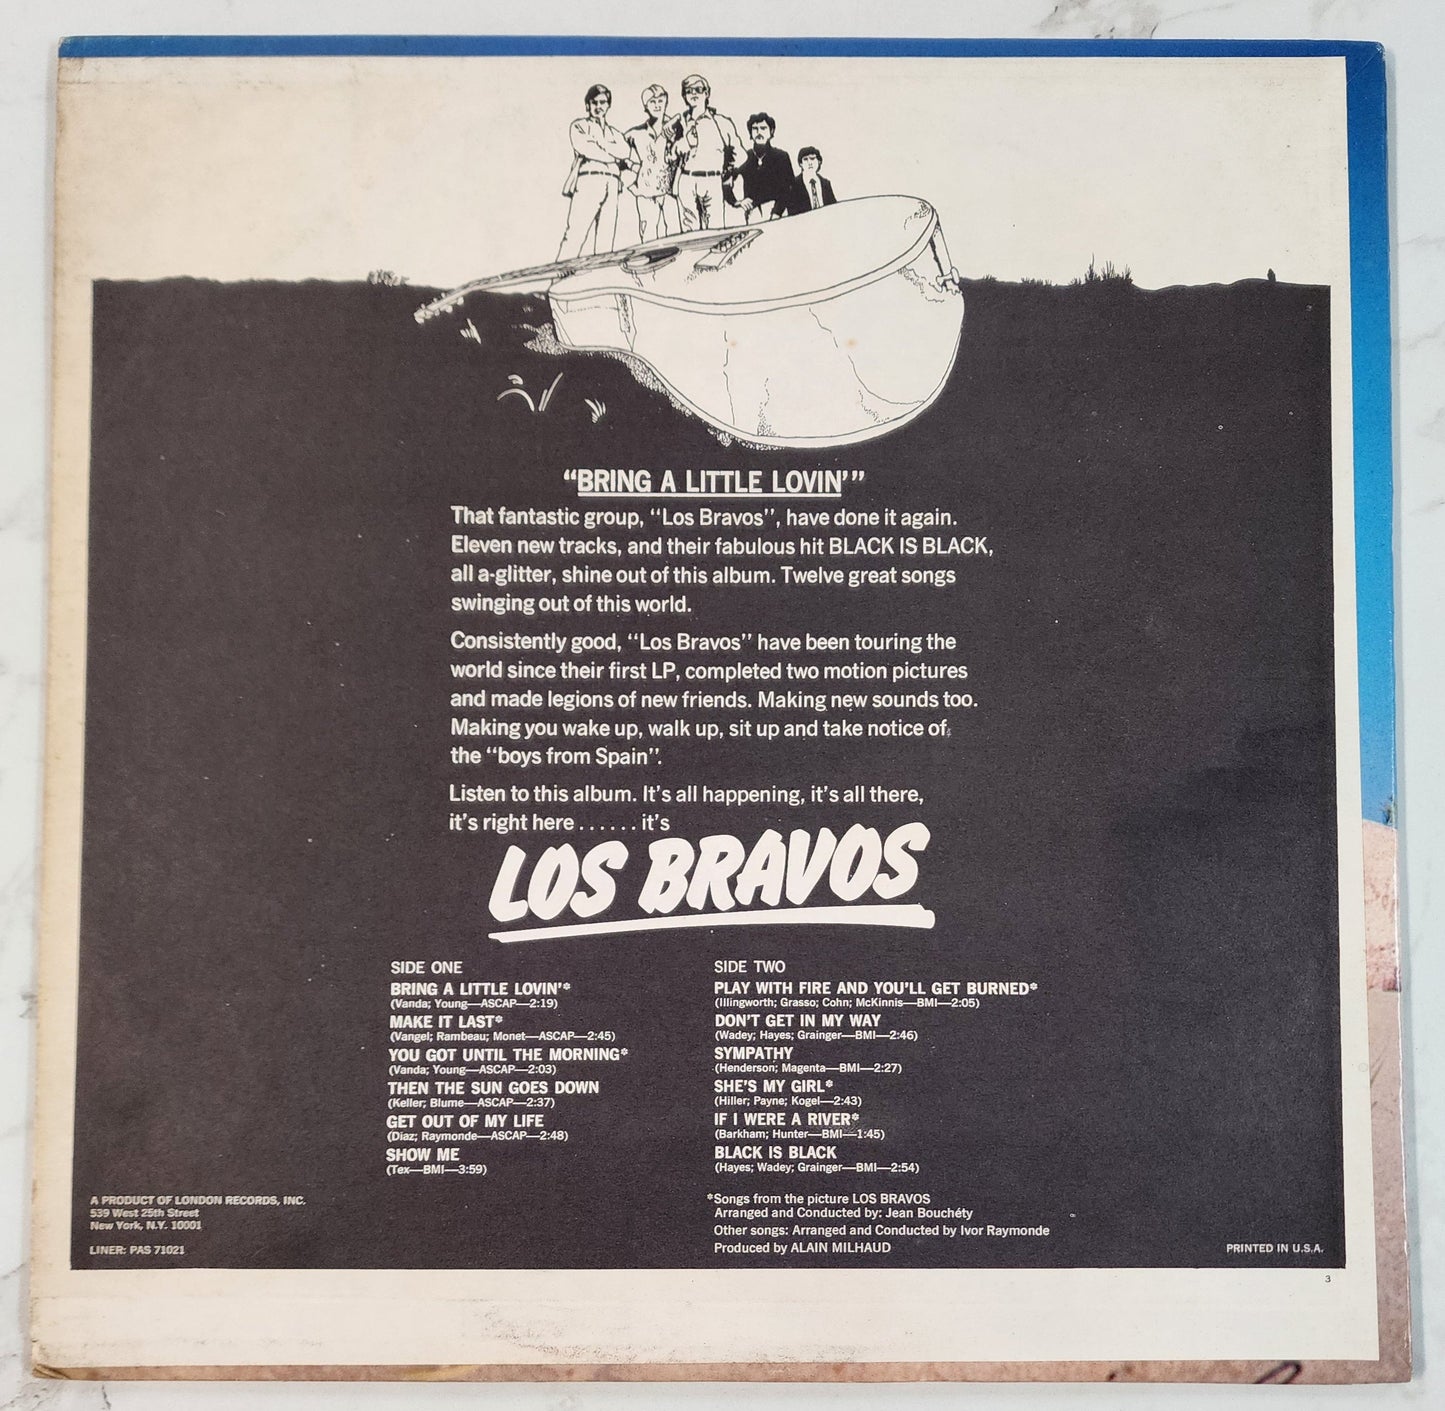 “BRING A LITTLE LOVIN’”
That fantastic group, “Los Bravos”, have done it again.
Eleven new tracks, and their fabulous hit BLACK IS BLACK,
all a-glitter, shine out of this album. Twelve great songs
swinging out of this world.
Consistently good, “Los Bravos” have been touring the
world since their first LP, completed two motion pictures
and made legions of new friends. Making new sounds too.
Making you wake up, walk up, sit up and take notice of
the “boys from Spain”.
Listen to this album. It’s all happening, it’s all there,
it’s right here . . . . . . it’s
LOS BRAVOS
SIDE ONE
BRING A LITTLE LOVIN’*
(Vanda; Young—ASCAP—2:19)
MAKE IT LAST*
(Vangel; Rambeau; Monet—ASCAP—2:45)
YOU GOT UNTIL THE MORNING*
(Vanda; Young—ASCAP—2:03)
THEN THE SUN GOES DOWN
(Keller; Blume—ASCAP—2:37)
GET OUT OF MY LIFE
(Diaz; Raymonde—ASCAP—2:48)
SHOW ME
(Tex—BMI—3:59)
SIDE TWO
PLAY WITH FIRE AND YOU’LL GET BURNED*
(Illingworth; Grasso; Cohn; McKinnis—BMI—2:05)
DON’T GET IN MY WAY
(Wadey; Hayes; Grainger—BMI—2:46)
SYMPATHY
(Henderson; Magenta—BMI—2:27)
SHE’S MY GIRL*
(Hiller; Payne; Kogel—2:43)
IF I WERE A RIVER*
(Barkham; Hunter—BMI—1:45)
BLACK IS BLACK
(Hayes; Wadey; Grainger—BMI—2:54)
*Songs from the picture LOS BRAVOS
Arranged and Conducted by: Jean Bouchéty
Other songs: Arranged and Conducted by Ivor Raymonde
Produced by ALAIN MILHAUD
A PRODUCT OF LONDON RECORDS, INC.
539 West 25th Street
New York, N.Y. 10001
LINER: PAS 71021
PRINTED IN U.S.A.
3